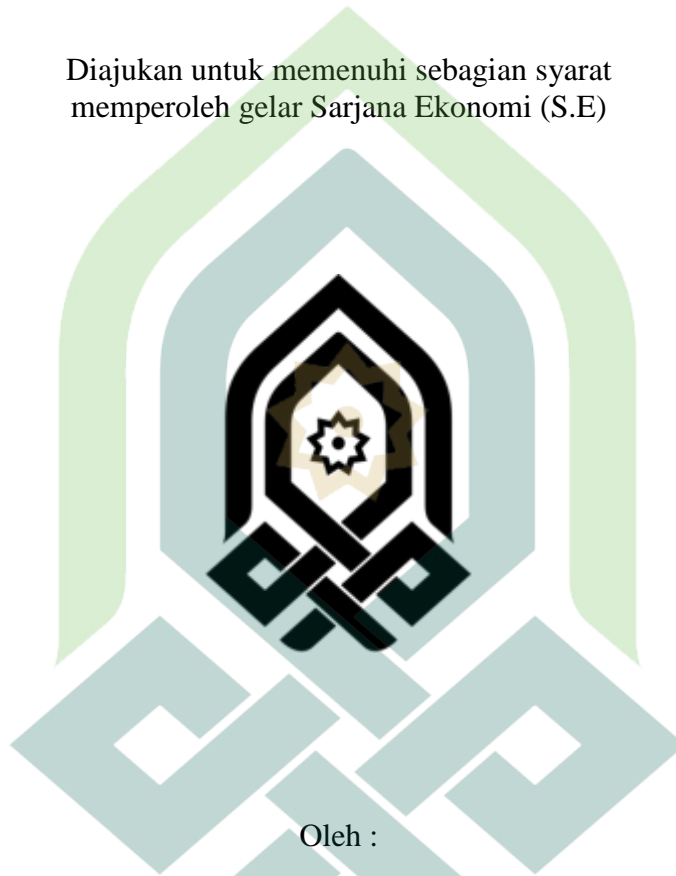 Diajukan untuk memenuhi sebagian syarat
memperoleh gelar Sarjana Ekonomi (S.E)
Oleh :